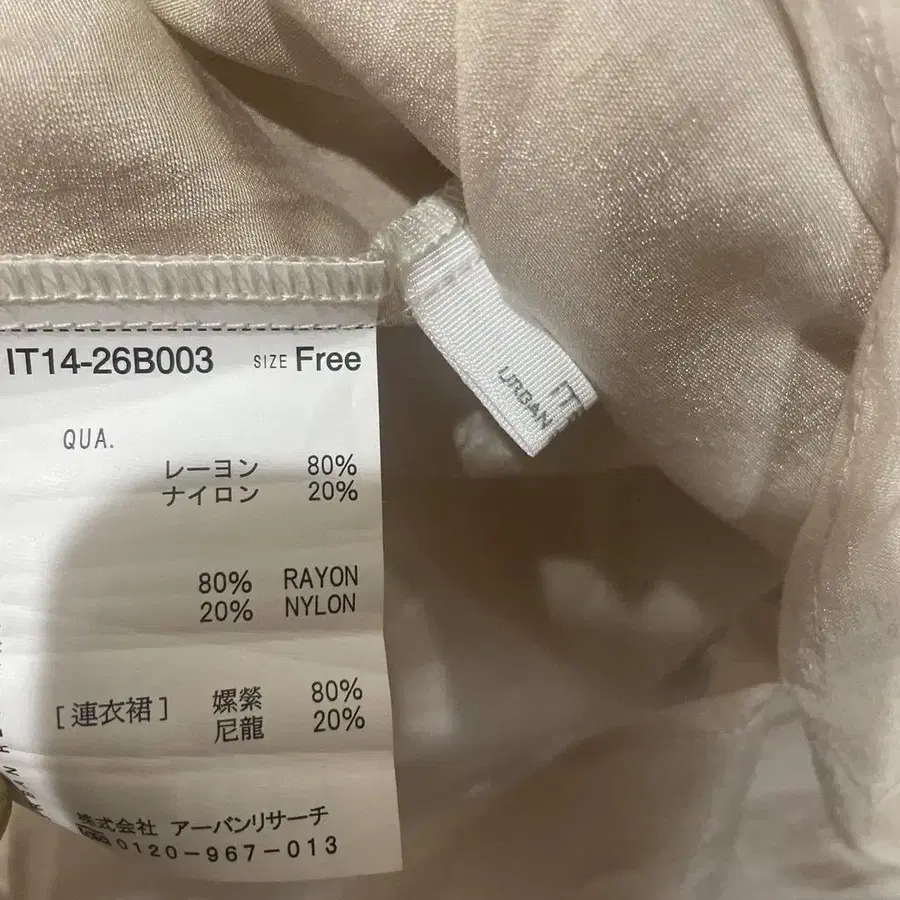 IT14-26B003 SIZE Free
QUA.
レーヨン 80%
ナイロン 20%
80% RAYON
20% NYLON
[連衣裙] 嫘縈 80%
尼龍 20%
株式会社 アーバンリサーチ
0120-967-013
URBAN